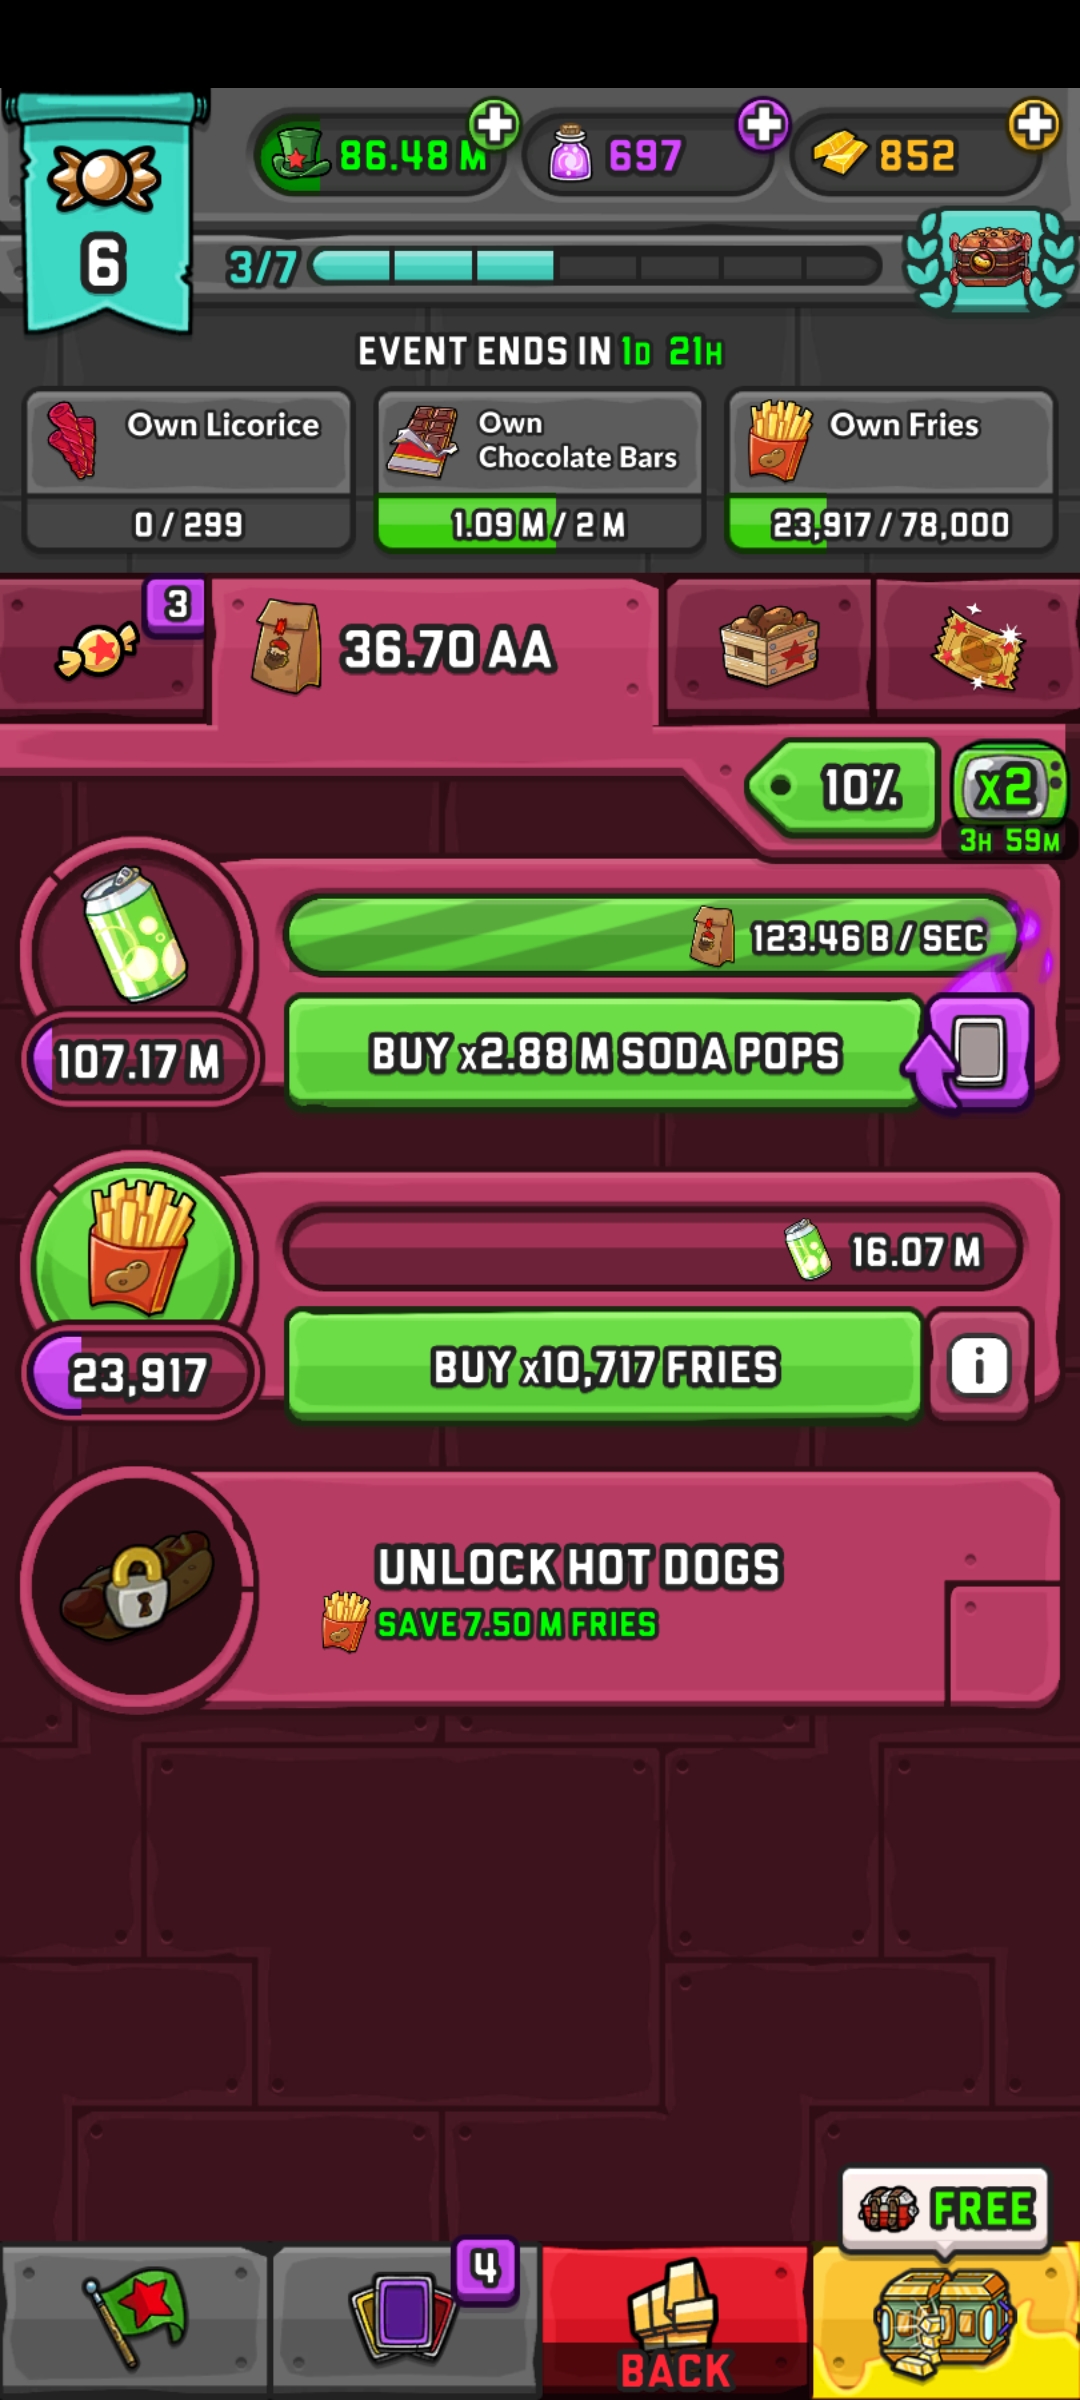 6
86.48 M
697
852
3/7
EVENT ENDS IN 1D 21H
Own Licorice
0 / 299
Own
Chocolate Bars
1.09 M / 2 M
Own Fries
23,917 / 78,000
3
36.70 AA
10%
x2
3H 59M
123.46 B / SEC
107.17 M
BUY x2.88 M SODA POPS
16.07 M
23,917
BUY x10,717 FRIES
i
UNLOCK HOT DOGS
SAVE 7.50 M FRIES
FREE
4
BACK